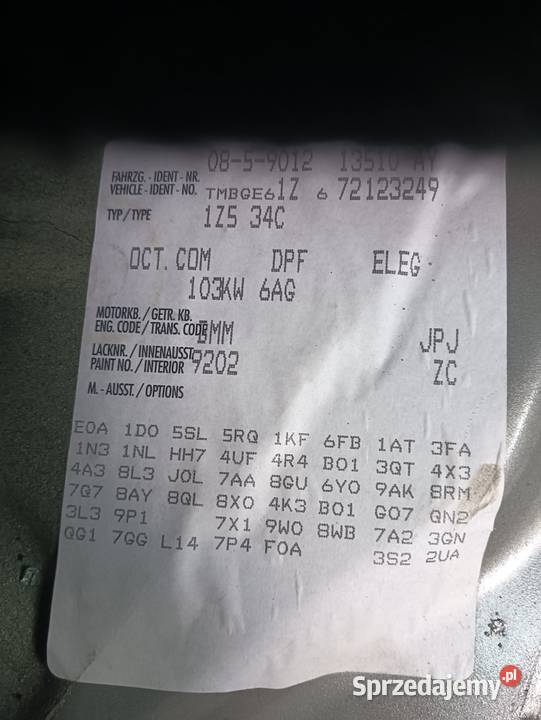 08-5-9012 13510 AY
FAHRZG. - IDENT - NR.
VEHICLE - IDENT - NO. TMBGE61Z 6 72123249
TYP / TYPE 1Z5 34C
OCT. COM DPF ELEG.
103KW 6AG
MOTORKB. / GETR. KB.
ENG. CODE / TRANS. CODE BMM JPJ
LACKNR. / INNENAUSST.
PAINT NO. / INTERIOR 9202 ZC
M. - AUSST. / OPTIONS
E0A 1D0 5SL 5RQ 1KF 6FB 1AT 3FA
1N3 1NL HH7 4UF 4R4 B01 3QT 4X3
4A3 8L3 J0L 7AA 8GU 6Y0 9AK 8RM
7Q7 8AY 8QL 8X0 4K3 B01 G07 QN2
3L3 9P1 7X1 9W0 8WB 7A2 3GN
QG1 7GG L14 7P4 F0A 3S2 2UA
Sprzedajemy.pl